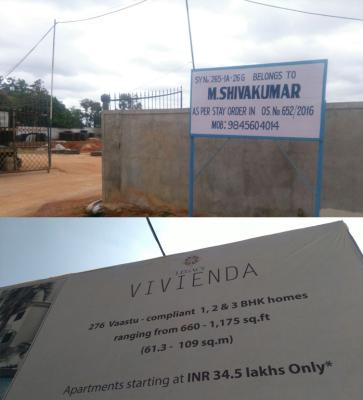 SY No 265-1A-26G BELONGS TO
M.SHIVAKUMAR
AS PER STAY ORDER IN OS.No 652/2016
MOB: 9845604014
LEGACY
VIVIENDA
276 Vaastu - compliant 1, 2 & 3 BHK homes
ranging from 660 - 1,175 sq.ft
(61.3 - 109 sq.m)
Apartments starting at INR 34.5 lakhs Only*